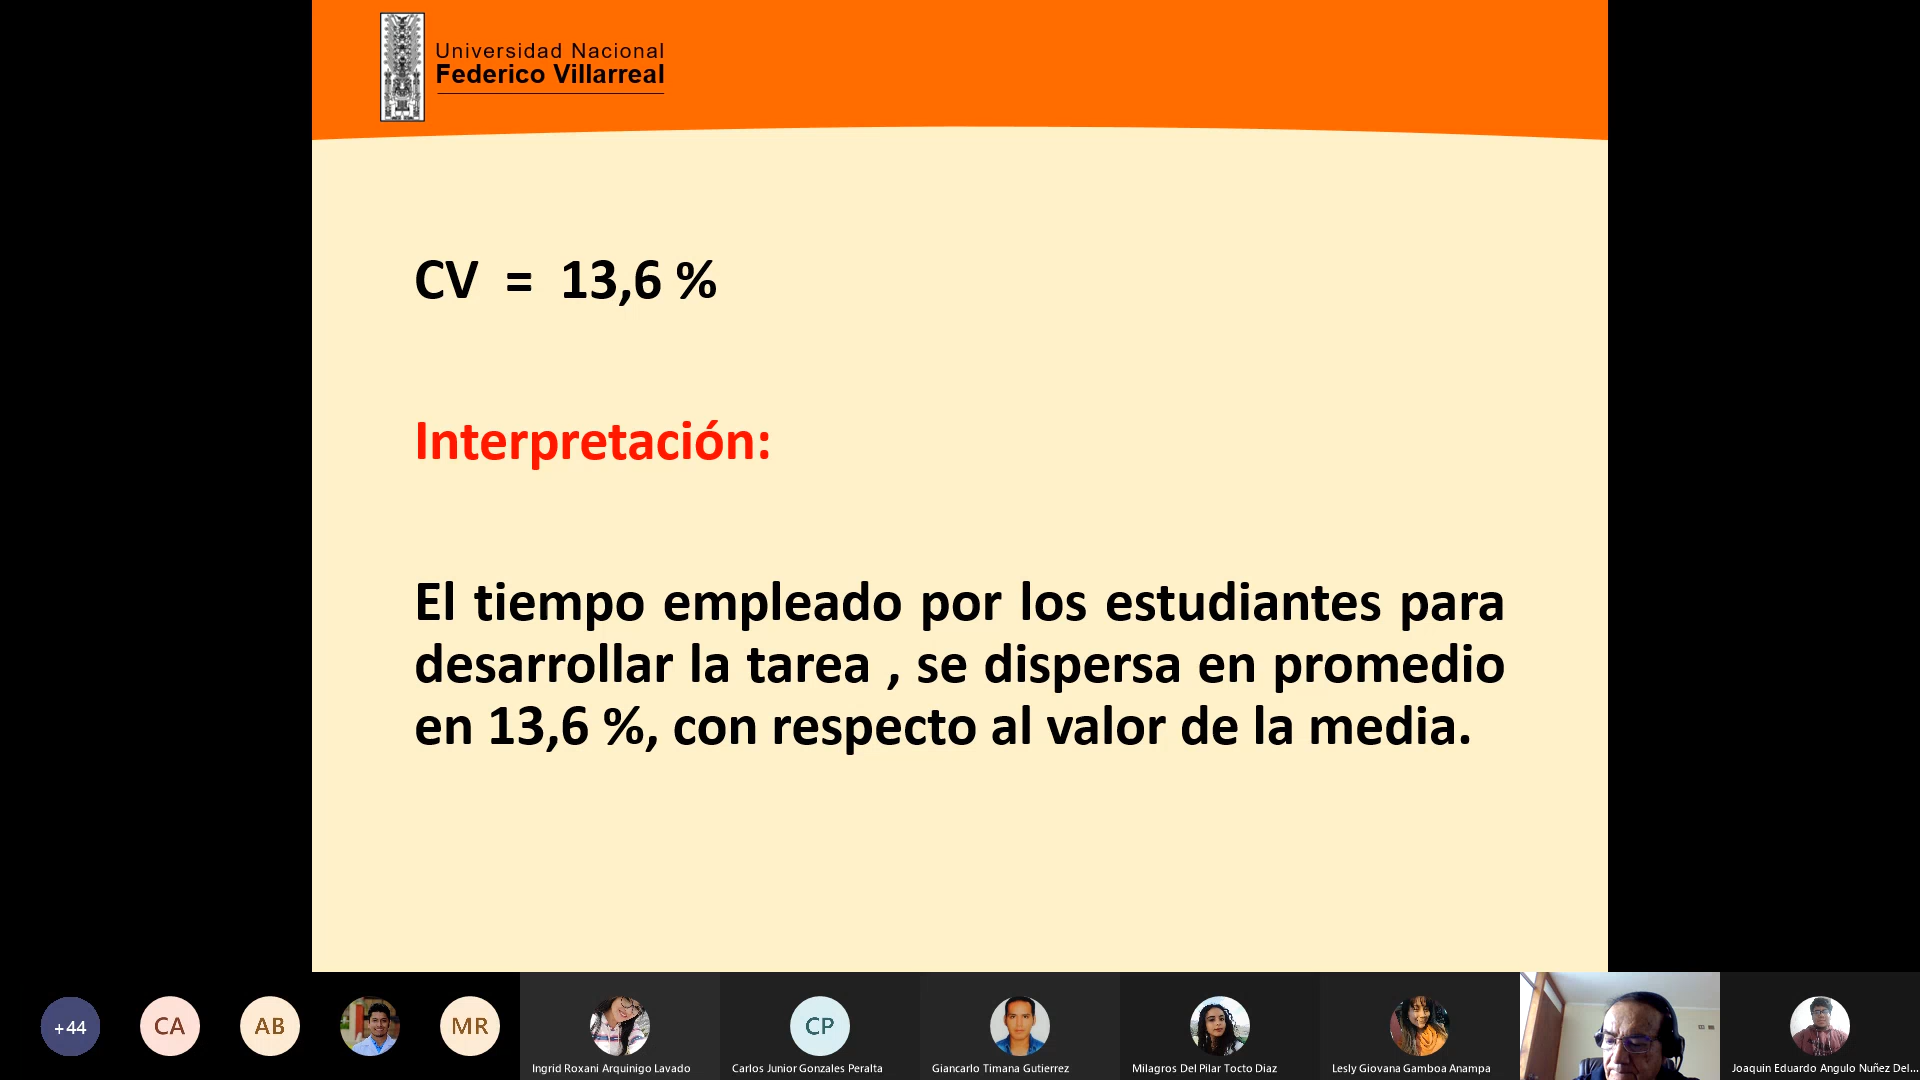 Universidad Nacional
Federico Villarreal
CV = 13,6 %
Interpretación:
El tiempo empleado por los estudiantes para
desarrollar la tarea , se dispersa en promedio
en 13,6 %, con respecto al valor de la media.
+44
CA
AB
MR
CP
Ingrid Roxani Arquinigo Lavado
Carlos Junior Gonzales Peralta
Giancarlo Timana Gutierrez
Milagros Del Pilar Tocto Diaz
Lesly Giovana Gamboa Anampa
Joaquin Eduardo Angulo Nuñez Del...